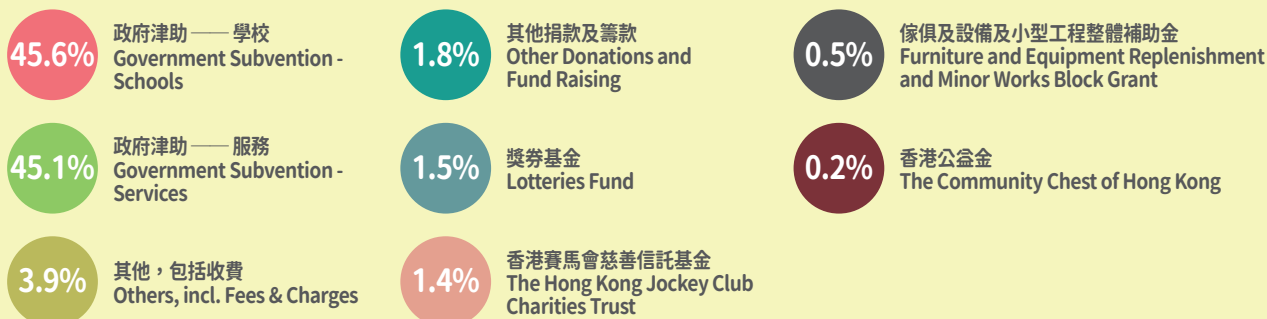 45.6%
政府津助 —— 學校
Government Subvention -
Schools
45.1%
政府津助 —— 服務
Government Subvention -
Services
3.9%
其他，包括收費
Others, incl. Fees & Charges
1.8%
其他捐款及籌款
Other Donations and
Fund Raising
1.5%
獎券基金
Lotteries Fund
1.4%
香港賽馬會慈善信託基金
The Hong Kong Jockey Club
Charities Trust
0.5%
傢俱及設備及小型工程整體補助金
Furniture and Equipment Replenishment
and Minor Works Block Grant
0.2%
香港公益金
The Community Chest of Hong Kong